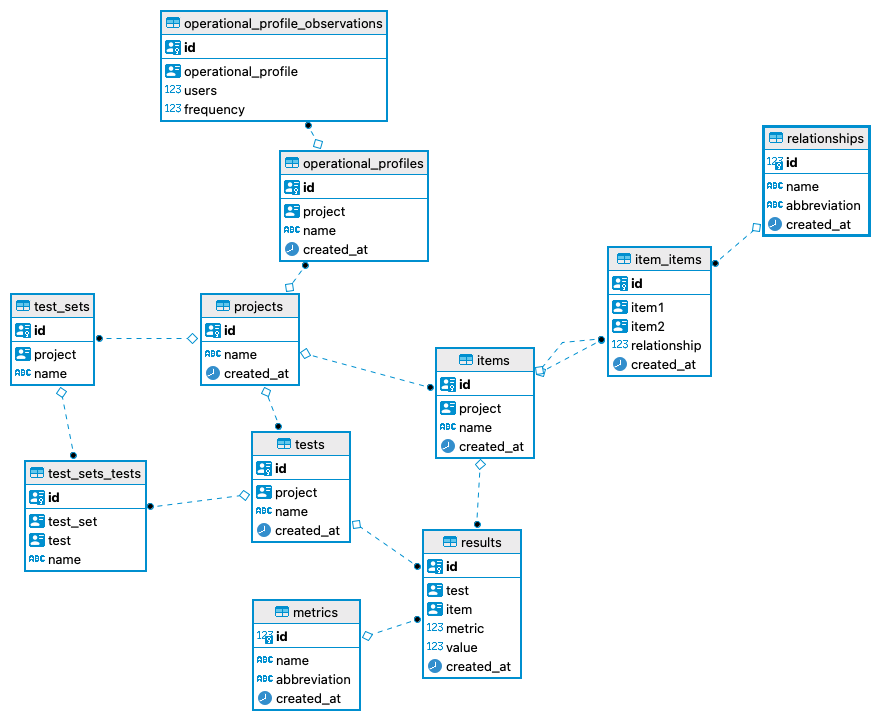 operational_profile_observations
id
operational_profile
123 users
123 frequency
operational_profiles
id
project
ABC name
created_at
relationships
123 id
ABC name
ABC abbreviation
created_at
item_items
id
item1
item2
123 relationship
created_at
test_sets
id
project
ABC name
projects
id
ABC name
created_at
items
id
project
ABC name
created_at
tests
id
project
ABC name
created_at
test_sets_tests
id
test_set
test
ABC name
results
id
test
item
123 metric
123 value
created_at
metrics
123 id
ABC name
ABC abbreviation
created_at